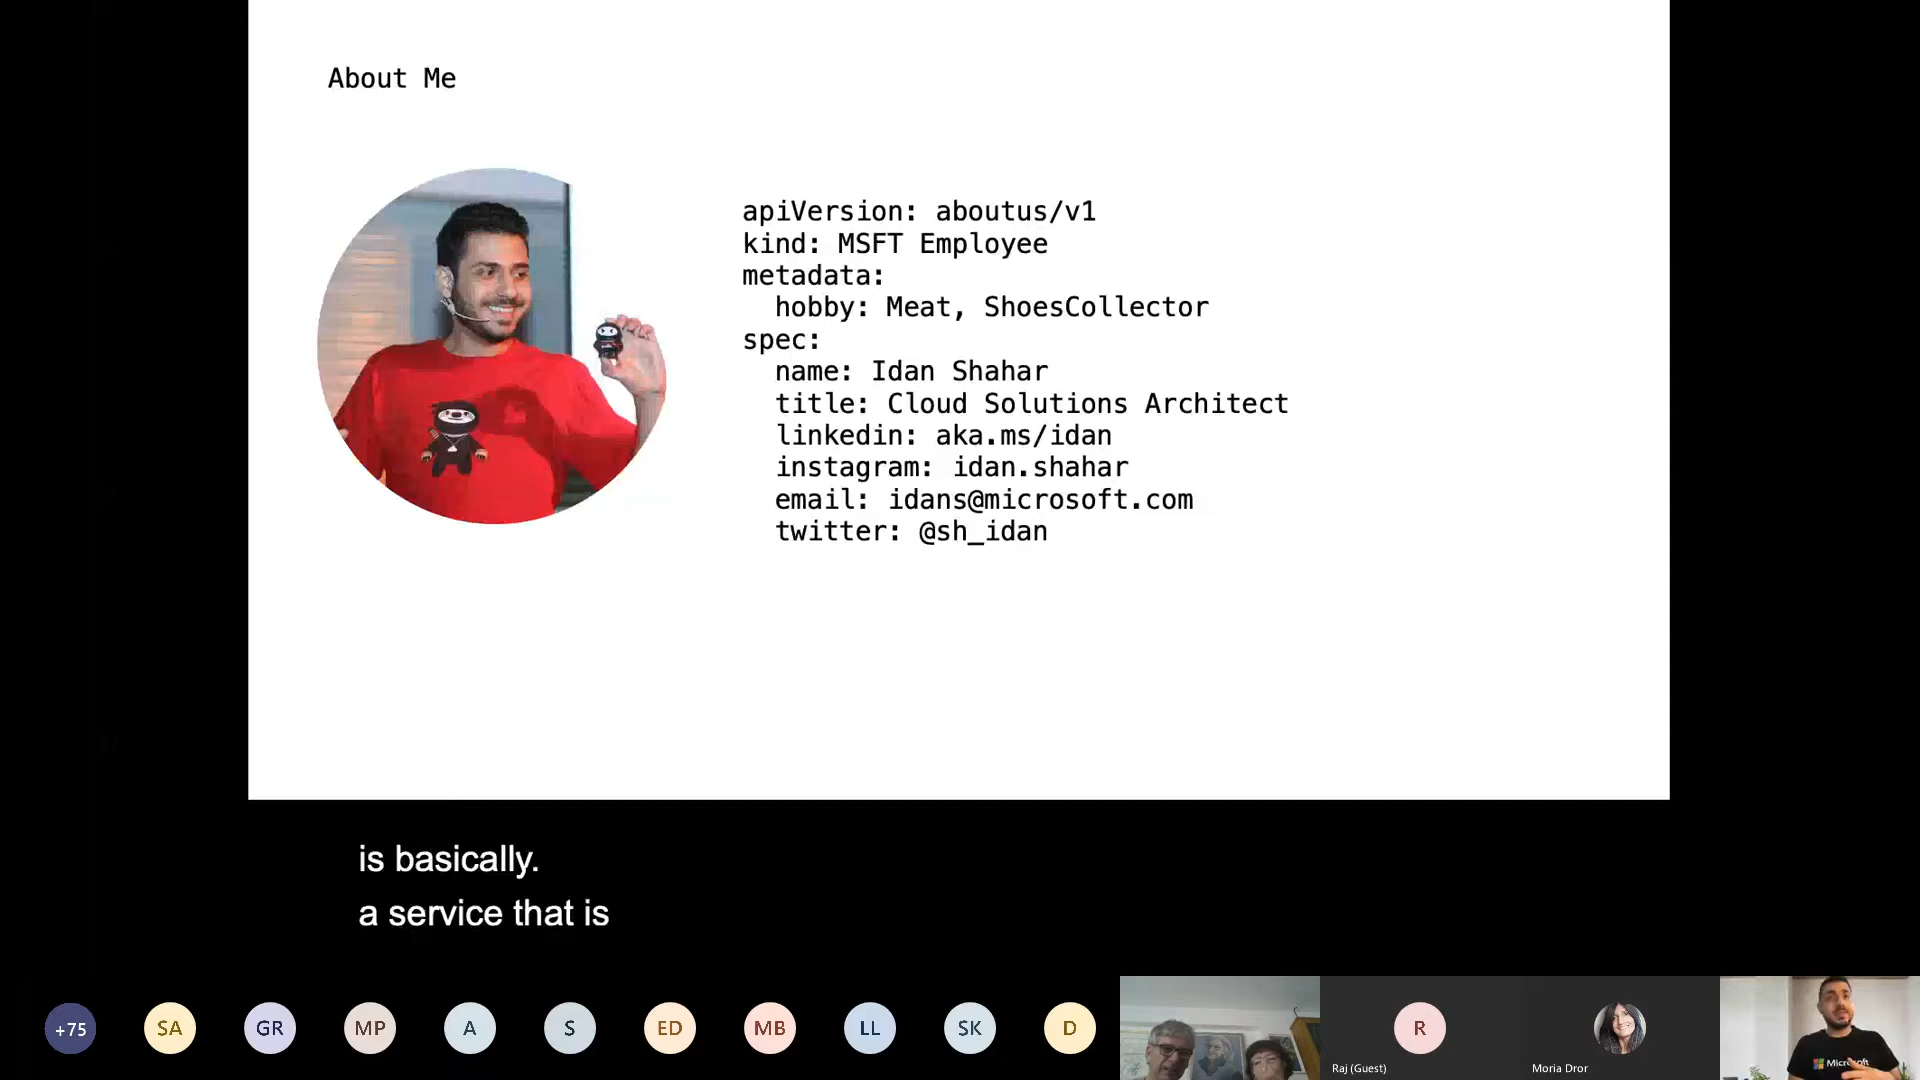 About Me
apiVersion: aboutus/v1
kind: MSFT Employee
metadata:
hobby: Meat, ShoesCollector
spec:
name: Idan Shahar
title: Cloud Solutions Architect
linkedin: aka.ms/idan
instagram: idan.shahar
email: idans@microsoft.com
twitter: @sh_idan
is basically.
a service that is
+75
SA
GR
MP
A
S
ED
MB
LL
SK
D
R
Raj (Guest)
Moria Dror
Microsoft